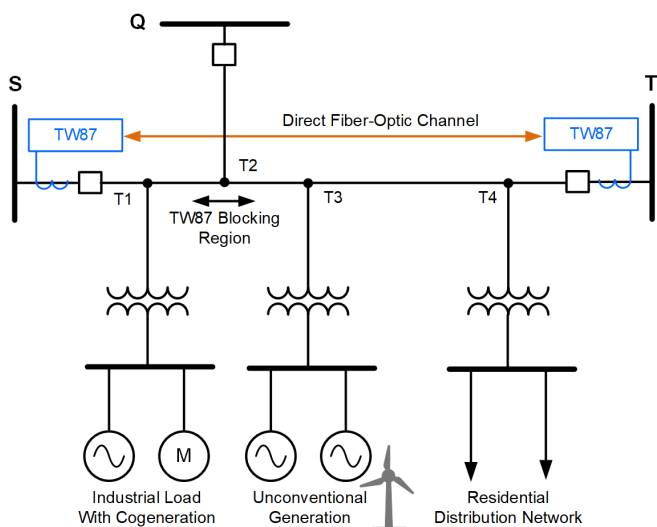 Q
S
T
TW87
Direct Fiber-Optic Channel
TW87
T2
T1
T3
T4
TW87 Blocking
Region
M
Industrial Load
With Cogeneration
Unconventional
Generation
Residential
Distribution Network